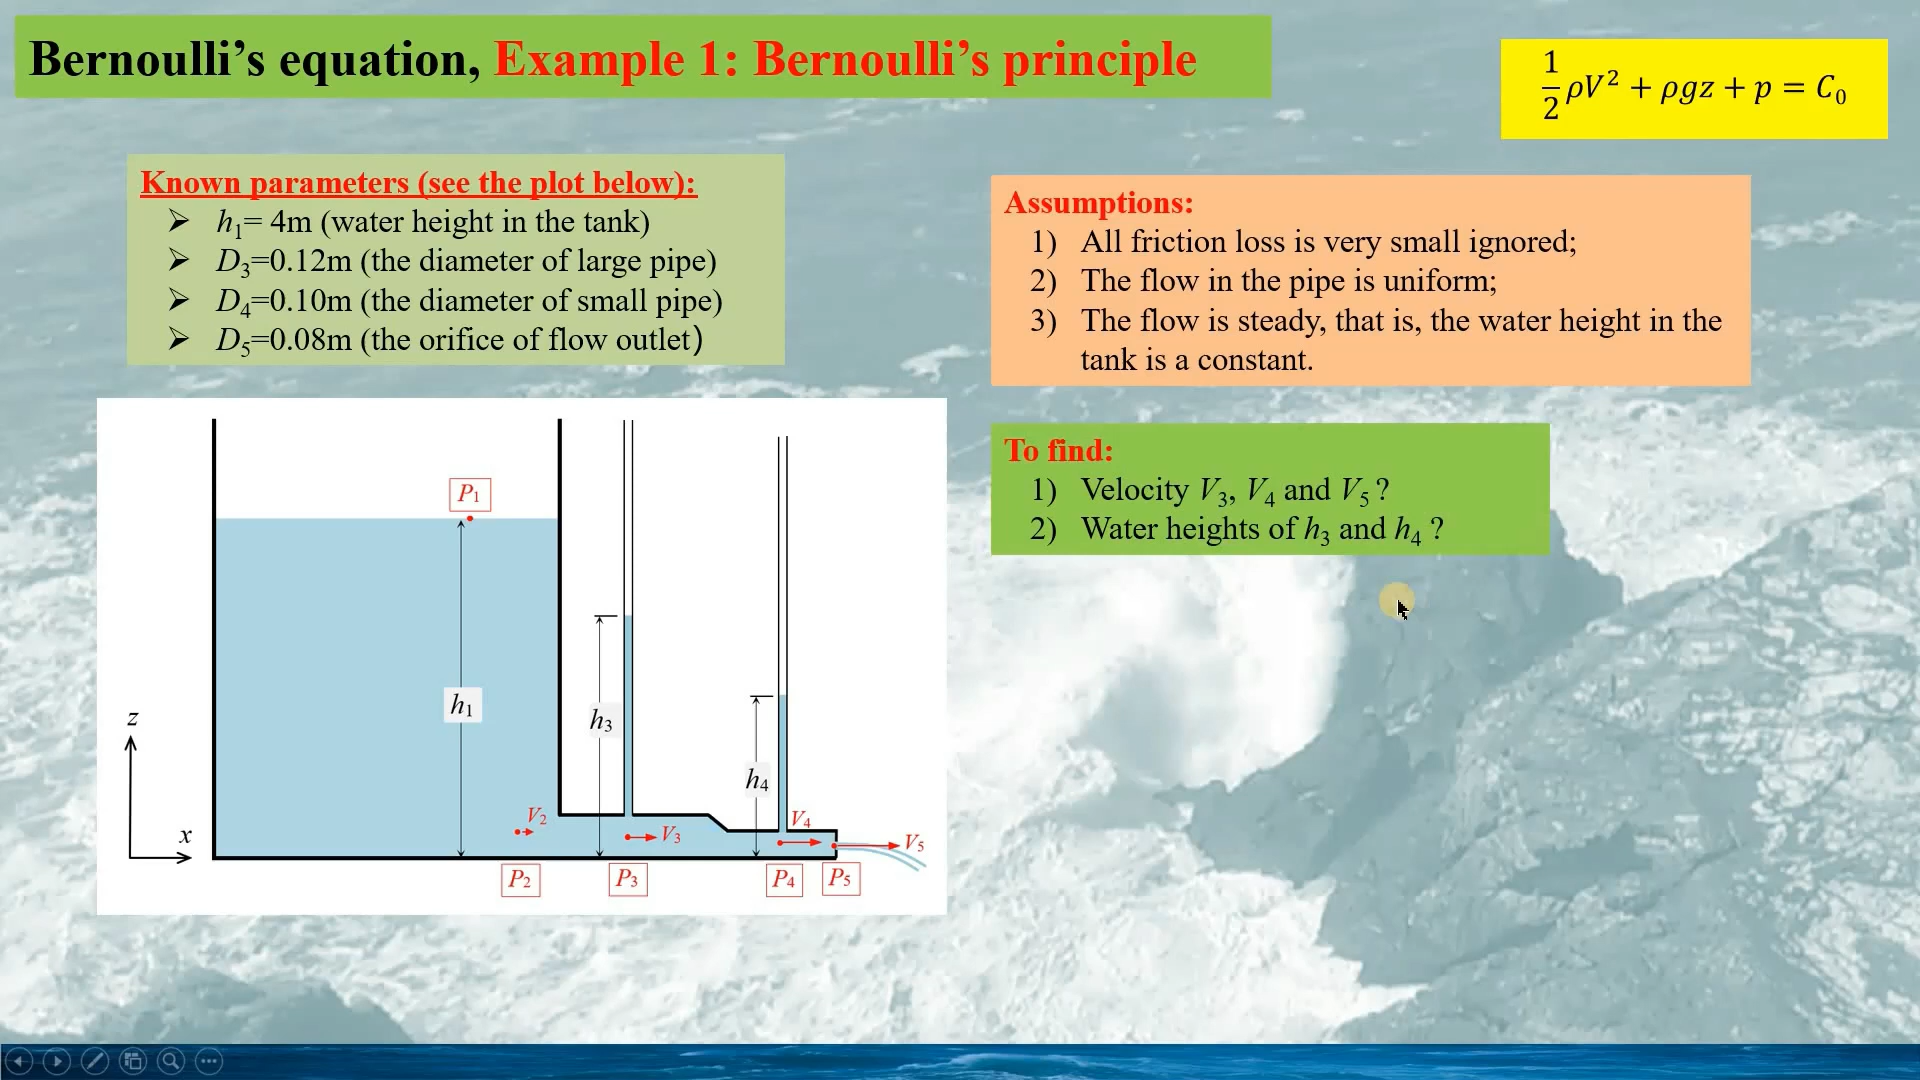 Bernoulli’s equation, Example 1: Bernoulli’s principle
1/2 ρV² + ρgz + p = C₀
Known parameters (see the plot below):
➢ h₁= 4m (water height in the tank)
➢ D₃=0.12m (the diameter of large pipe)
➢ D₄=0.10m (the diameter of small pipe)
➢ D₅=0.08m (the orifice of flow outlet)
Assumptions:
1) All friction loss is very small ignored;
2) The flow in the pipe is uniform;
3) The flow is steady, that is, the water height in the
tank is a constant.
To find:
1) Velocity V₃, V₄ and V₅ ?
2) Water heights of h₃ and h₄ ?
P₁
h₁
h₃
h₄
z
x
V₂
V₃
V₄
V₅
P₂
P₃
P₄
P₅